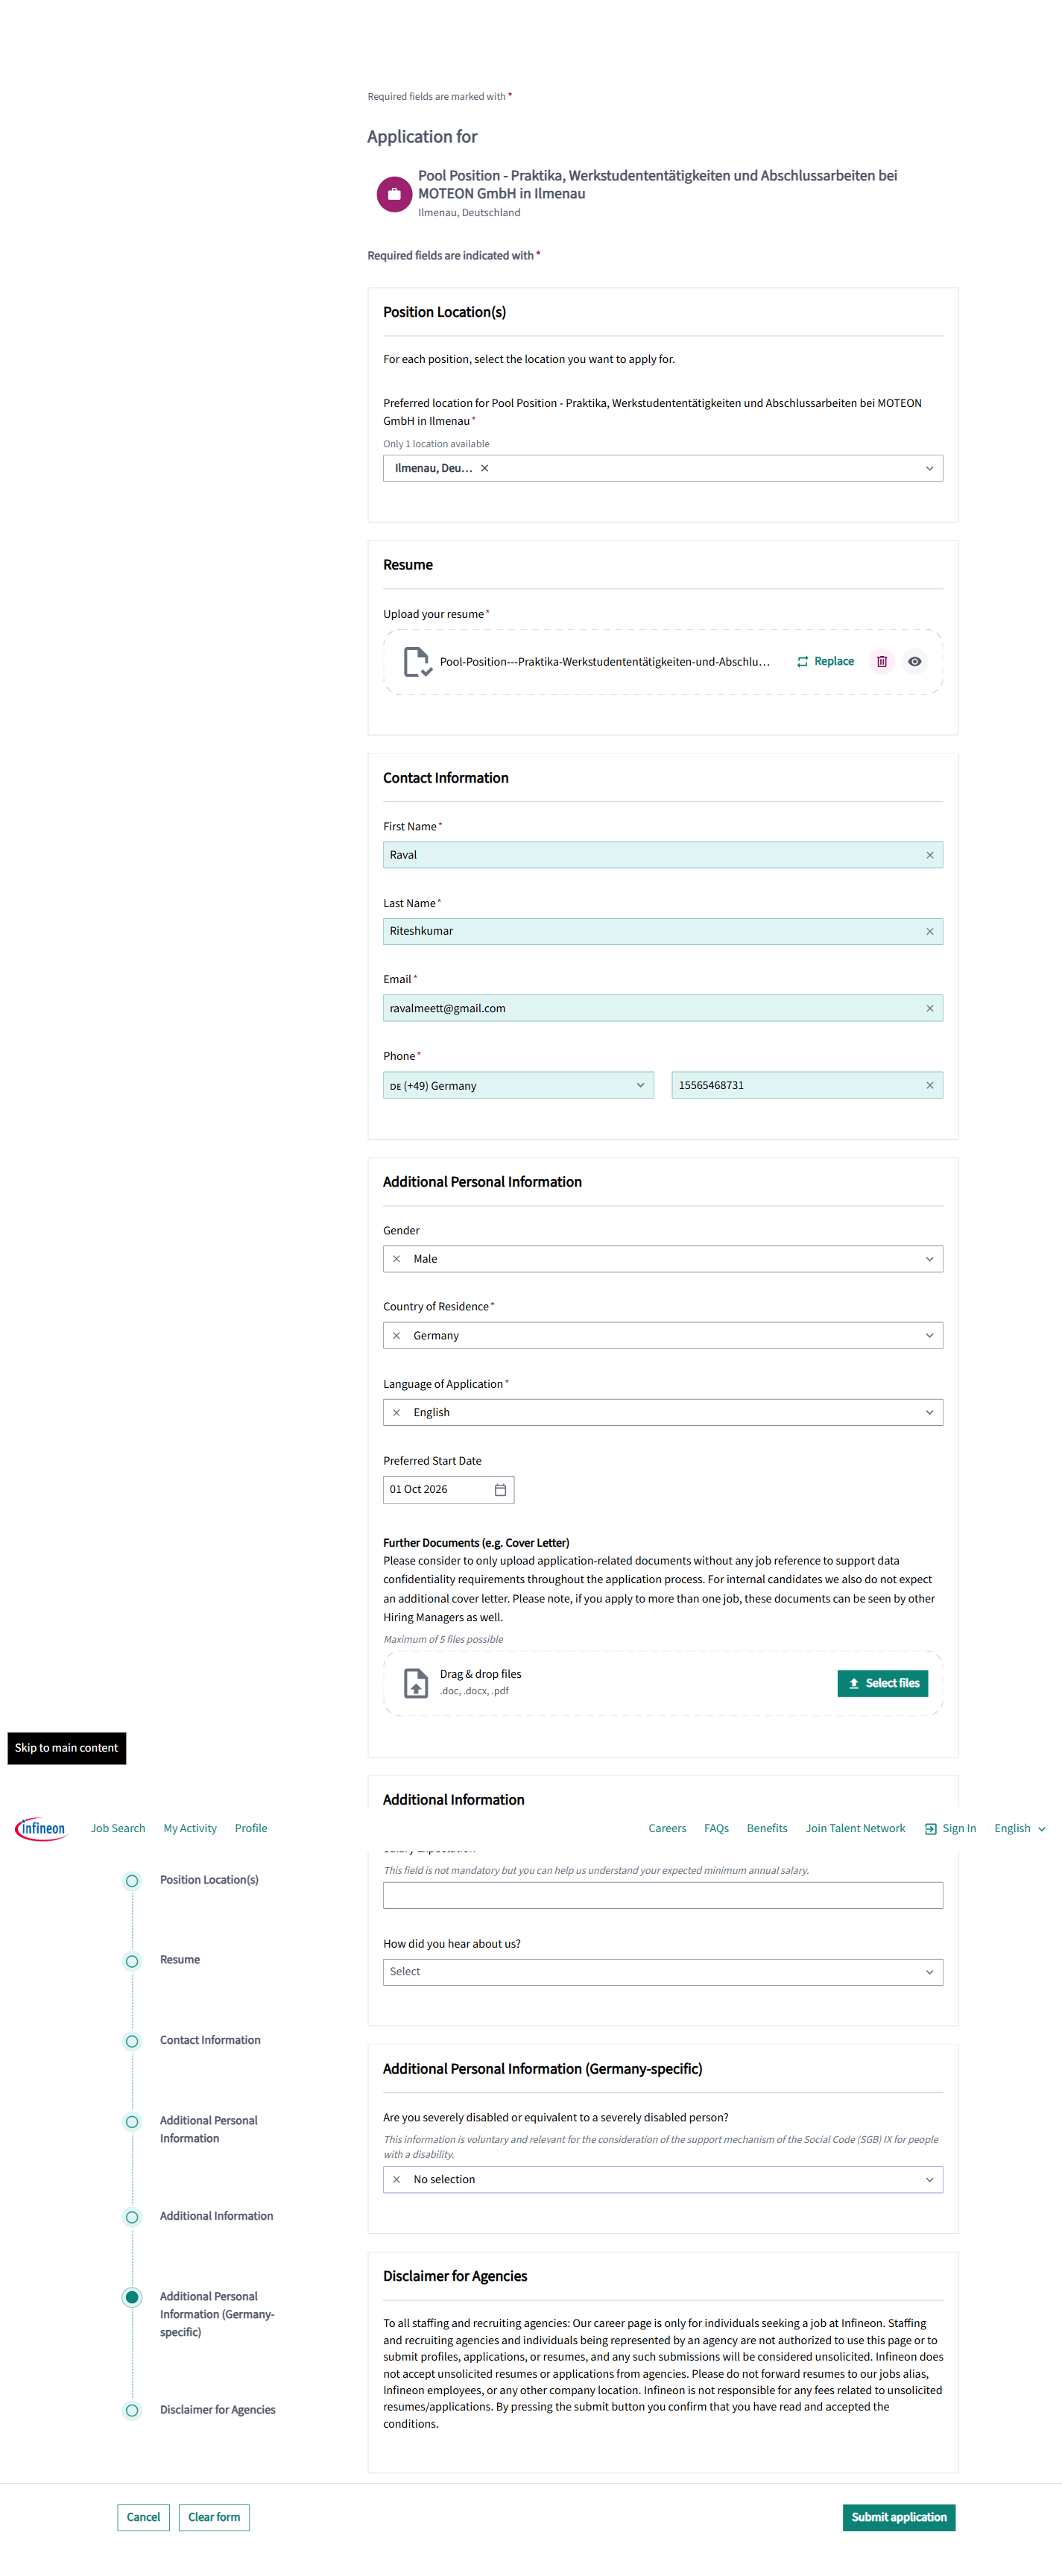 Required fields are marked with *
Application for
Pool Position - Praktika, Werkstudententätigkeiten und Abschlussarbeiten bei
MOTEON GmbH in Ilmenau
Ilmenau, Deutschland
Required fields are indicated with *
Position Location(s)
For each position, select the location you want to apply for.
Preferred location for Pool Position - Praktika, Werkstudententätigkeiten und Abschlussarbeiten bei MOTEON
GmbH in Ilmenau *
Only 1 location available
Ilmenau, Deu...
Resume
Upload your resume *
Pool-Position---Praktika-Werkstudententätigkeiten-und-Abschlu...
Replace
Contact Information
First Name *
Raval
Last Name *
Riteshkumar
Email *
ravalmeett@gmail.com
Phone *
DE (+49) Germany
15565468731
Additional Personal Information
Gender
Male
Country of Residence *
Germany
Language of Application *
English
Preferred Start Date
01 Oct 2026
Further Documents (e.g. Cover Letter)
Please consider to only upload application-related documents without any job reference to support data
confidentiality requirements throughout the application process. For internal candidates we also do not expect
an additional cover letter. Please note, if you apply to more than one job, these documents can be seen by other
Hiring Managers as well.
Maximum of 5 files possible
Drag & drop files
.doc, .docx, .pdf
Select files
Skip to main content
Additional Information
infineon
Job Search
My Activity
Profile
Careers
FAQs
Benefits
Join Talent Network
Sign In
English
This field is not mandatory but you can help us understand your expected minimum annual salary.
How did you hear about us?
Select
Additional Personal Information (Germany-specific)
Are you severely disabled or equivalent to a severely disabled person?
This information is voluntary and relevant for the consideration of the support mechanism of the Social Code (SGB) IX for people
with a disability.
No selection
Disclaimer for Agencies
To all staffing and recruiting agencies: Our career page is only for individuals seeking a job at Infineon. Staffing
and recruiting agencies and individuals being represented by an agency are not authorized to use this page or to
submit profiles, applications, or resumes, and any such submissions will be considered unsolicited. Infineon does
not accept unsolicited resumes or applications from agencies. Please do not forward resumes to our jobs alias,
Infineon employees, or any other company location. Infineon is not responsible for any fees related to unsolicited
resumes/applications. By pressing the submit button you confirm that you have read and accepted the
conditions.
Position Location(s)
Resume
Contact Information
Additional Personal
Information
Additional Information
Additional Personal
Information (Germany-
specific)
Disclaimer for Agencies
Cancel
Clear form
Submit application